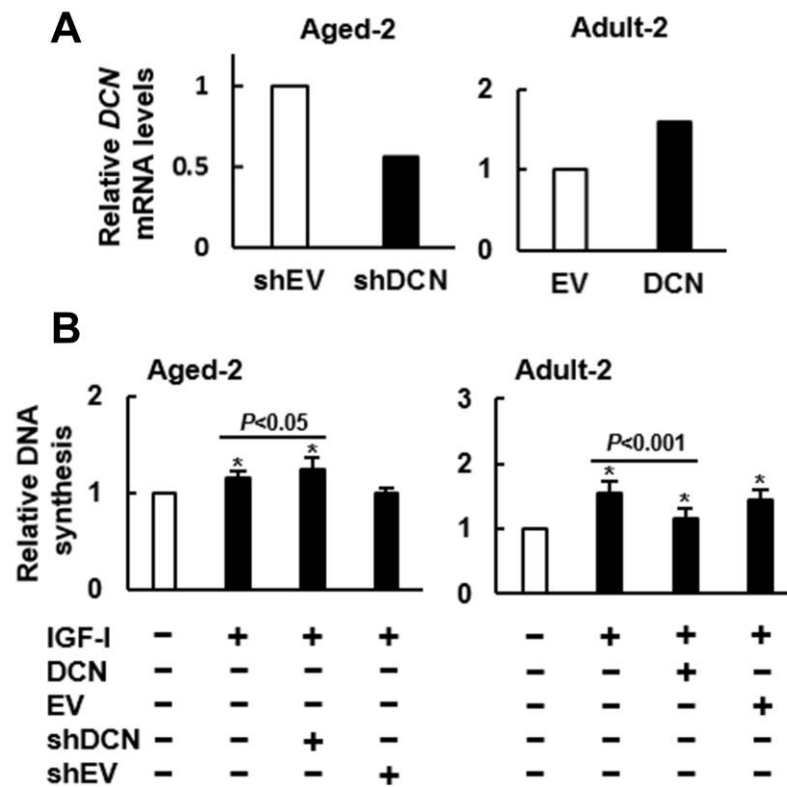 A
Aged-2
Adult-2
Relative DCN
mRNA levels
1
0.5
0
shEV shDCN
2
1
0
EV DCN
B
Aged-2
Adult-2
Relative DNA
synthesis
2
1
0
P<0.05
* *
3
2
1
0
P<0.001
* * *
IGF-I − + + + − + + +
DCN − − − − − − + −
EV − − − − − − − +
shDCN − − + − − − − −
shEV − − − + − − − −